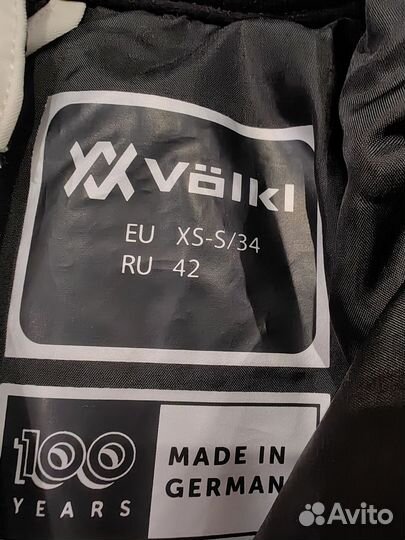 Völkl
EU XS-S/34
RU 42
100
YEARS
MADE IN
GERMAN
Avito